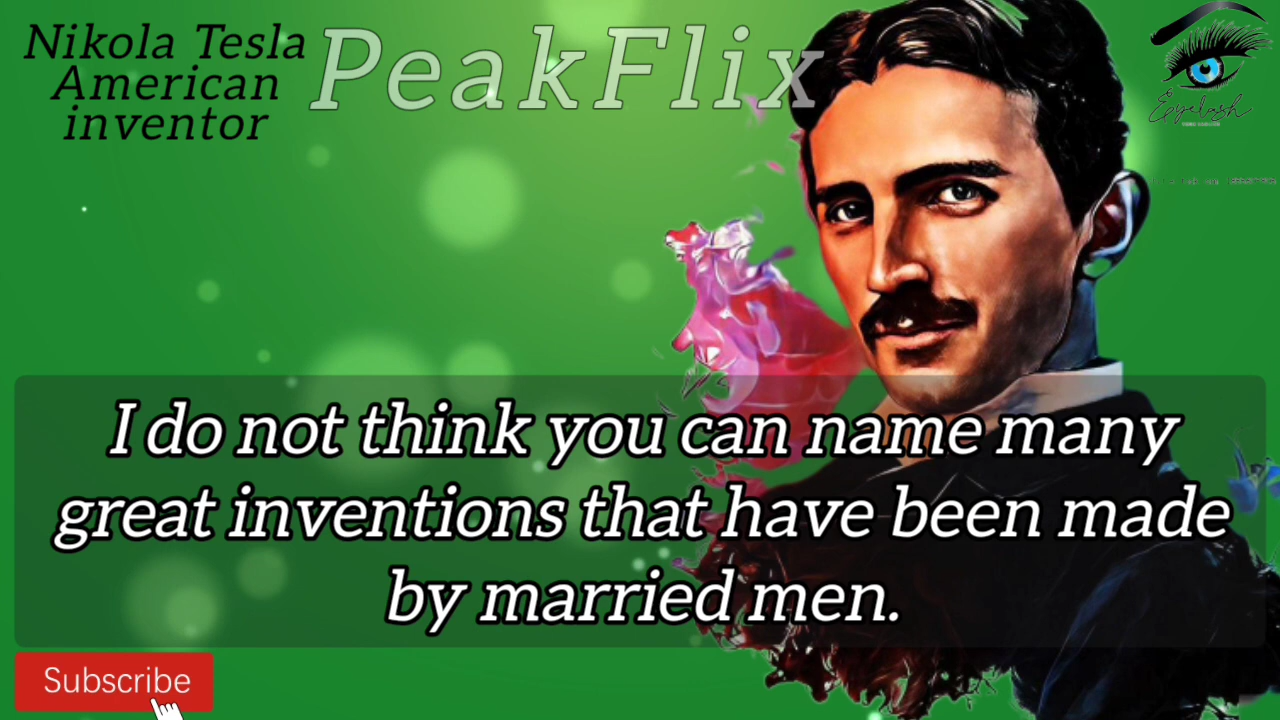 Nikola Tesla
American
inventor
PeakFlix
Eyelash
I do not think you can name many
great inventions that have been made
by married men.
Subscribe